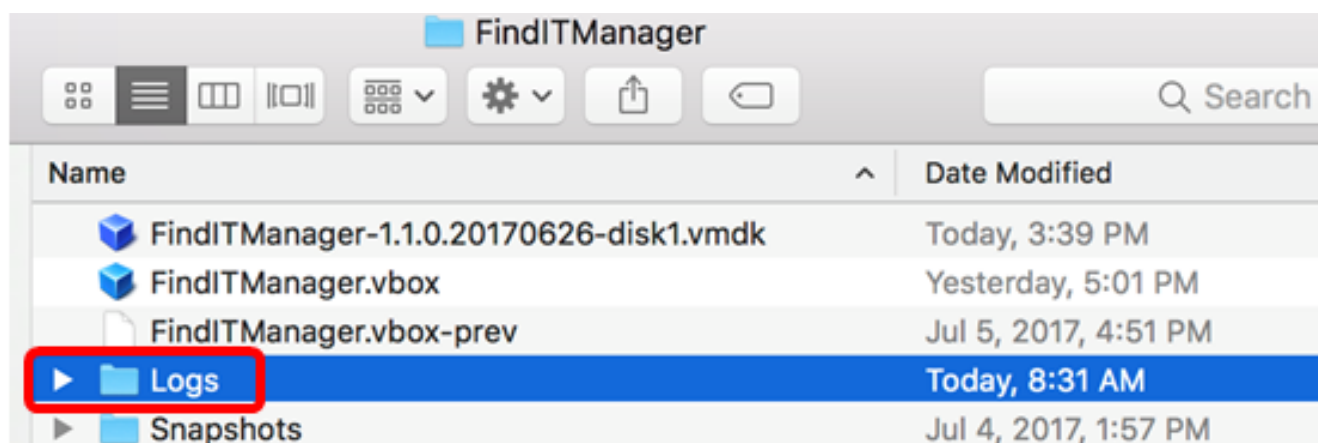 FindITManager
Search
Name Date Modified
FindITManager-1.1.0.20170626-disk1.vmdk Today, 3:39 PM
FindITManager.vbox Yesterday, 5:01 PM
FindITManager.vbox-prev Jul 5, 2017, 4:51 PM
Logs Today, 8:31 AM
Snapshots Jul 4, 2017, 1:57 PM